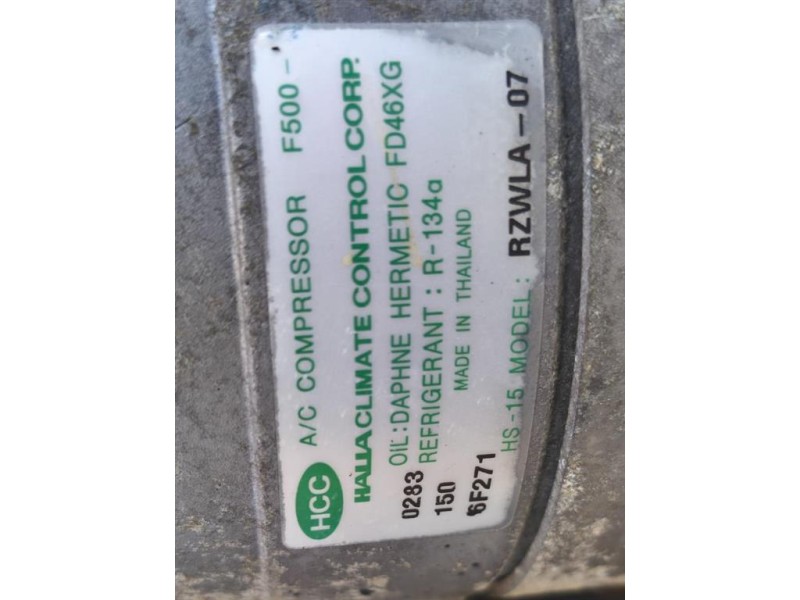 HCC A/C COMPRESSOR F500-
HALLA CLIMATE CONTROL CORP.
OIL: DAPHNE HERMETIC FD46XG
0283 REFRIGERANT : R-134a
150 MADE IN THAILAND
6F271 HS-15 MODEL: RZWLA-07